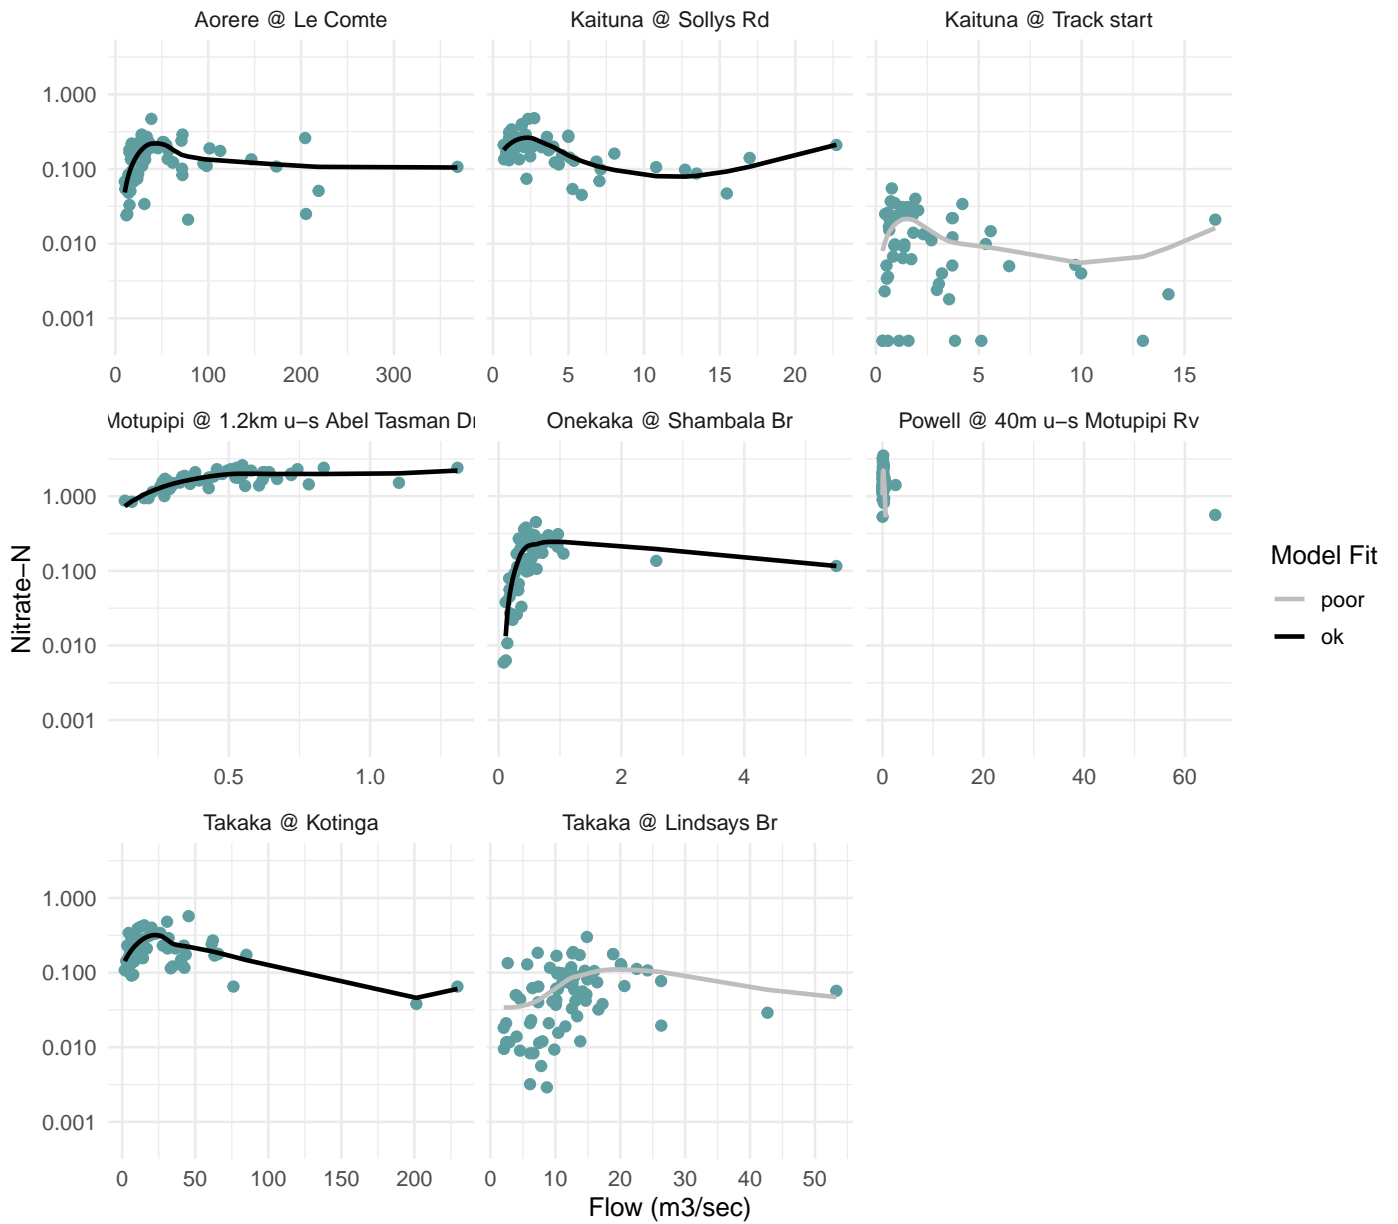 Aorere @ Le Comte
Kaituna @ Sollys Rd
Kaituna @ Track start
1.000
0.100
0.010
0.001
0 100 200 300
0 5 10 15 20
0 5 10 15
Motupipi @ 1.2km u−s Abel Tasman Dr
Onekaka @ Shambala Br
Powell @ 40m u−s Motupipi Rv
1.000
0.100
0.010
0.001
0.5 1.0
0 2 4
0 20 40 60
Takaka @ Kotinga
Takaka @ Lindsays Br
1.000
0.100
0.010
0.001
0 50 100 150 200
0 10 20 30 40 50
Nitrate−N
Flow (m3/sec)
Model Fit
poor
ok